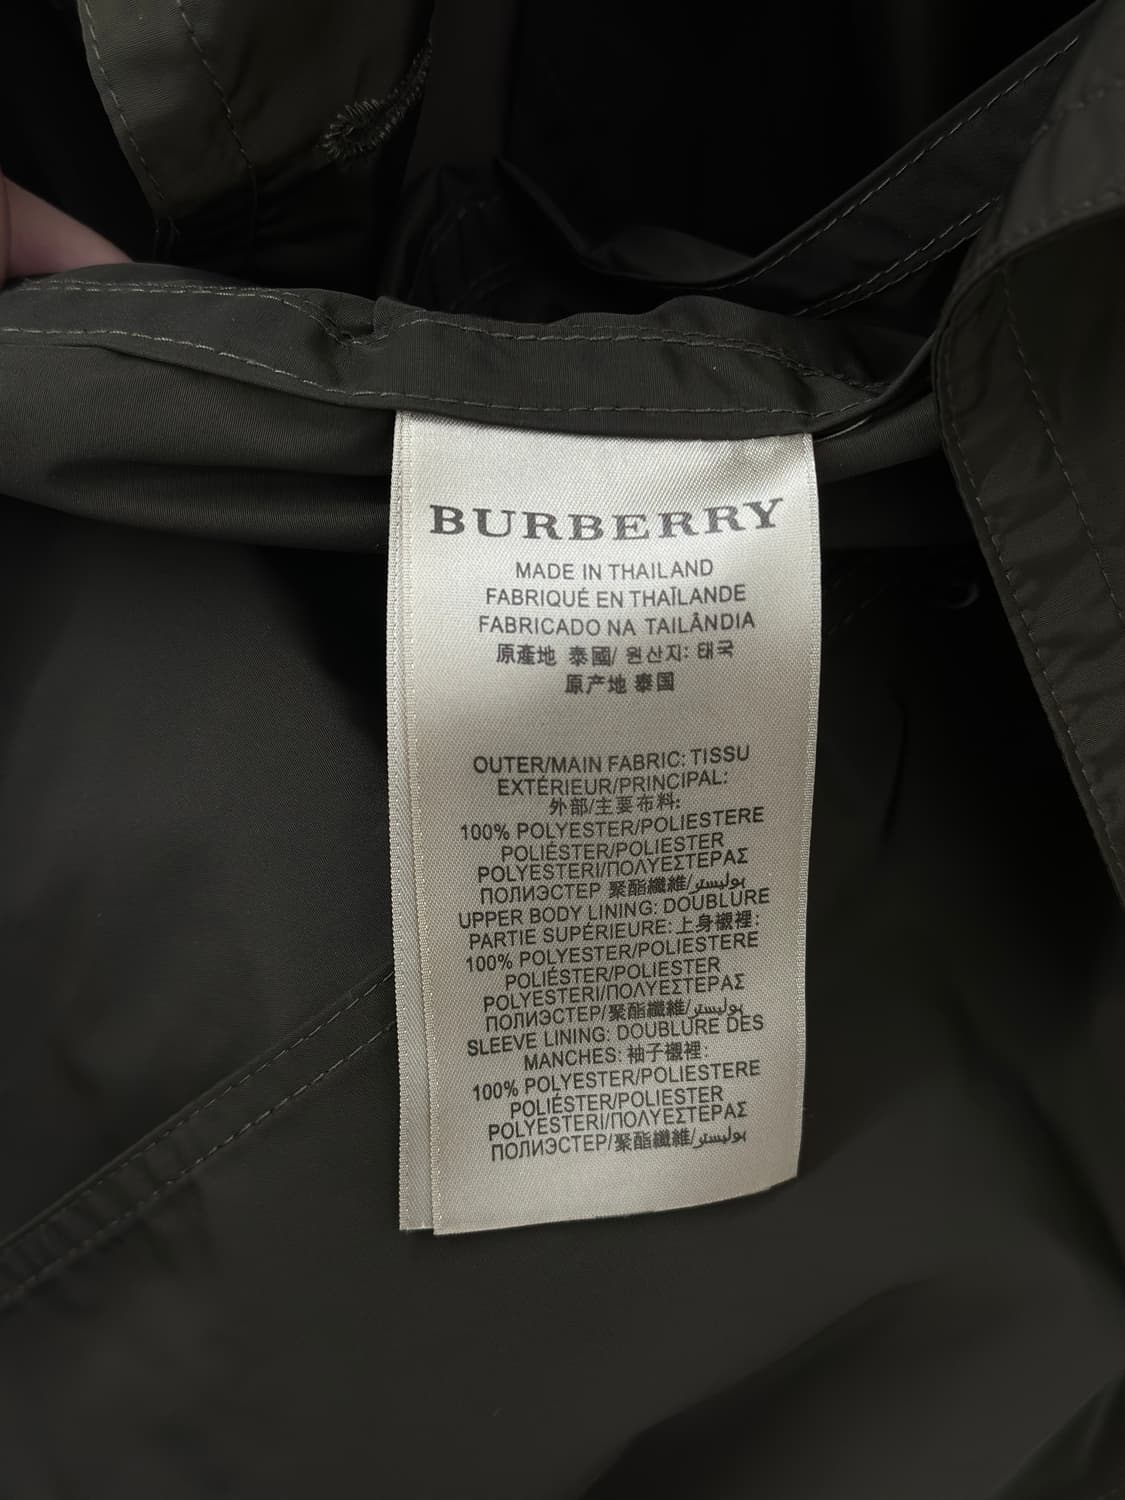 BURBERRY
MADE IN THAILAND
FABRIQUÉ EN THAÏLANDE
FABRICADO NA TAILÂNDIA
原產地 泰國/ 원산지: 태국
原产地 泰国
OUTER/MAIN FABRIC: TISSU
EXTÉRIEUR/PRINCIPAL:
外部/主要布料:
100% POLYESTER/POLIESTERE
POLIÉSTER/POLIESTER
POLYESTERI/ΠΟΛΥΕΣΤΕΡΑΣ
ПОЛИЭСТЕР 聚酯纖維/بوليستر
UPPER BODY LINING: DOUBLURE
PARTIE SUPÉRIEURE: 上身襯裡:
100% POLYESTER/POLIESTERE
POLIÉSTER/POLIESTER
POLYESTERI/ΠΟΛΥΕΣΤΕΡΑΣ
ПОЛИЭСТЕР/聚酯纖維/بوليستر
SLEEVE LINING: DOUBLURE DES
MANCHES: 袖子襯裡:
100% POLYESTER/POLIESTERE
POLIÉSTER/POLIESTER
POLYESTERI/ΠΟΛΥΕΣΤΕΡΑΣ
ПОЛИЭСТЕР/聚酯纖維/بوليستر